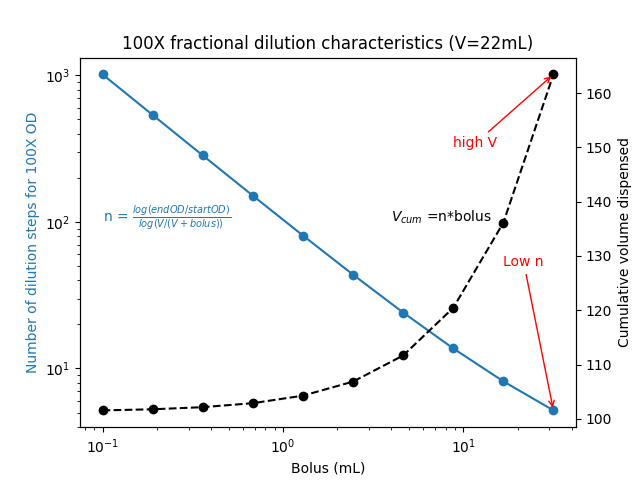 100X fractional dilution characteristics (V=22mL)
Number of dilution steps for 100X OD
10³
10²
10¹
n = log(endOD/startOD)
log(V/(V + bolus))
high V
V_cum =n*bolus
Low n
160
150
140
130
120
110
100
Cumulative volume dispensed
10⁻¹
10⁰
10¹
Bolus (mL)